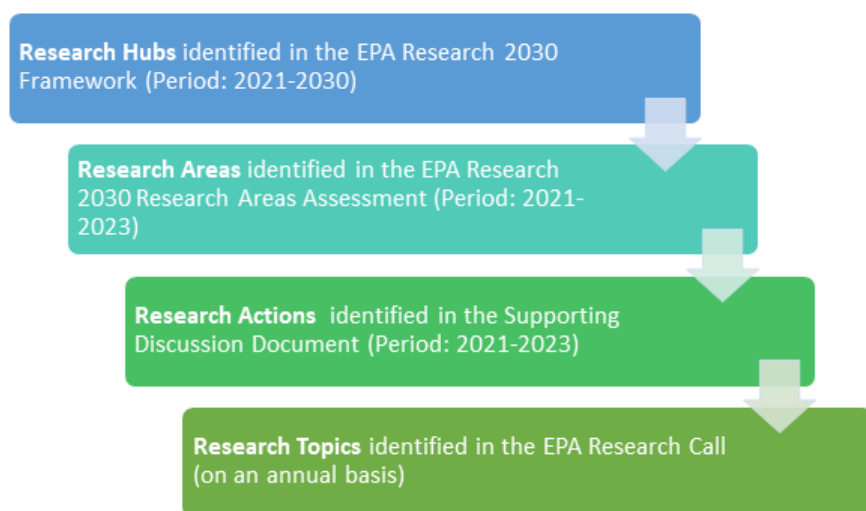 Research Hubs identified in the EPA Research 2030
Framework (Period: 2021-2030)
Research Areas identified in the EPA Research
2030 Research Areas Assessment (Period: 2021-
2023)
Research Actions identified in the Supporting
Discussion Document (Period: 2021-2023)
Research Topics identified in the EPA Research Call
(on an annual basis)